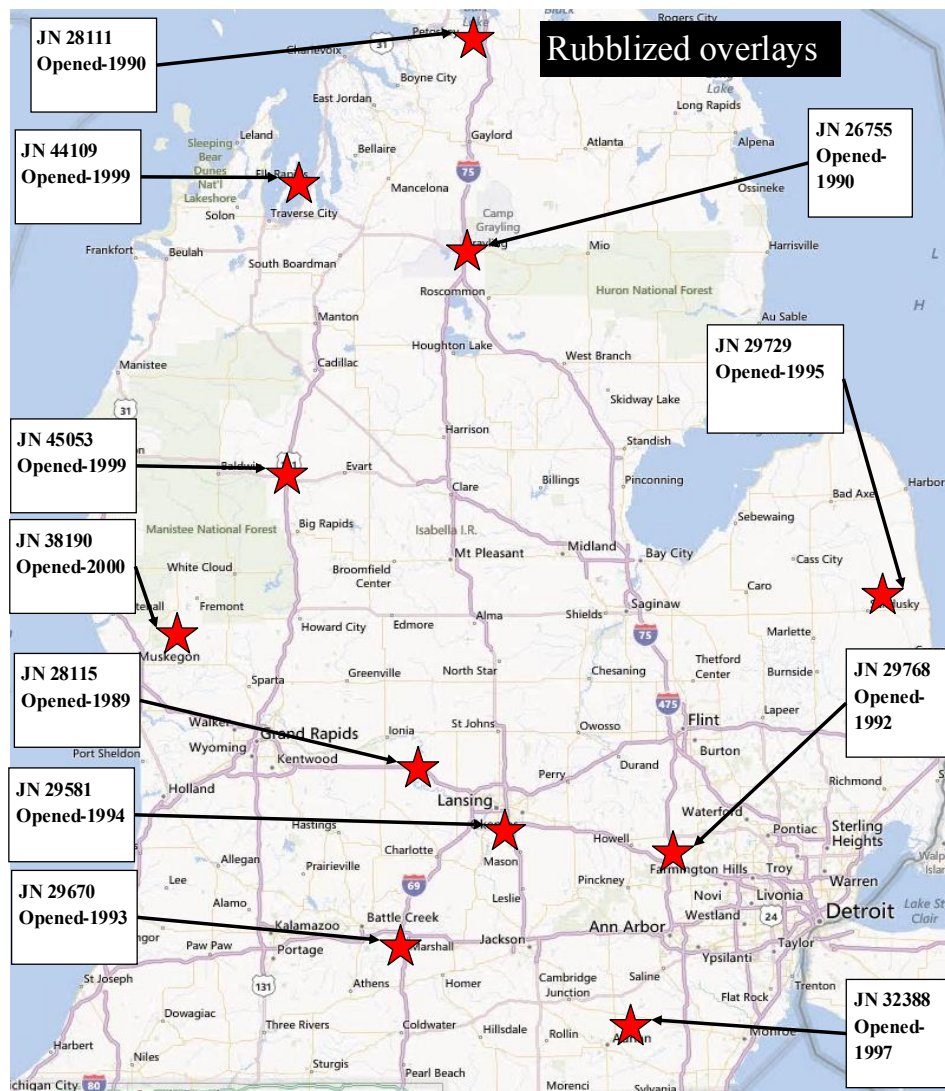 JN 28111
Opened-1990
Rubblized overlays
JN 44109
Opened-1999
JN 26755
Opened-
1990
JN 29729
Opened-1995
JN 45053
Opened-1999
JN 38190
Opened-2000
JN 28115
Opened-1989
JN 29768
Opened-
1992
JN 29581
Opened-1994
JN 29670
Opened-1993
JN 32388
Opened-
1997
Rogers City
Charlevoix
31
Boyne City
Lake
East Jordan
Long Rapids
Leland
Gaylord
Atlanta
Alpena
Sleeping
Bear
Dunes
Nat'l
Lakeshore
Bellaire
75
Mancelona
Ossineke
Solon
Traverse City
Camp
Grayling
Frankfort
Beulah
South Boardman
Mio
Harrisville
L
Roscommon
Huron National Forest
H
Manton
Au Sable
Houghton Lake
West Branch
Manistee
Cadillac
31
Skidway Lake
Harrison
Standish
Evart
Clare
Billings
Pinconning
Bad Axe
Manistee National Forest
Big Rapids
Isabella I.R.
Sebewaing
Mt Pleasant
Midland
Bay City
Cass City
White Cloud
Broomfield
Center
Caro
Fremont
Alma
Shields
Saginaw
Howard City
Edmore
75
Marlette
Muskegon
North Star
Chesaning
Thetford
Center
Burnside
Sparta
Greenville
475
Lapeer
Walker
Ionia
St Johns
Owosso
Flint
Grand Rapids
Port Sheldon
Wyoming
Kentwood
Durand
Burton
Holland
Perry
Richmond
Lansing
Waterford
Hastings
Howell
Pontiac
Sterling
Heights
Charlotte
Mason
Farmington Hills
Troy
Allegan
Prairieville
Pinckney
Warren
Lee
69
Leslie
Novi
Livonia
Alamo
Westland
24
Detroit
Lake St
Clair
Battle Creek
Ann Arbor
Kalamazoo
Paw Paw
Portage
Marshall
Jackson
Ypsilanti
Taylor
St Joseph
131
Athens
Homer
Cambridge
Junction
Saline
Flat Rock
Trenton
Dowagiac
Three Rivers
Coldwater
Hillsdale
Rollin
Monroe
Harbert
Niles
Sturgis
Pearl Beach
Morenci
Sylvania
80